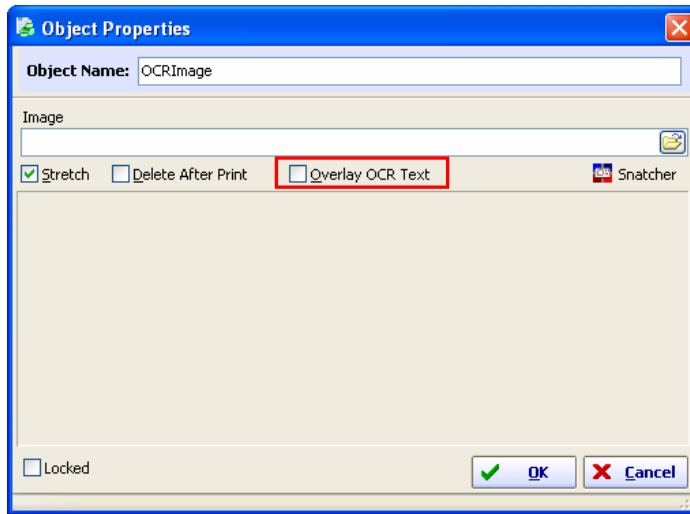 Object Properties
Object Name: OCRImage
Image
Stretch Delete After Print Overlay OCR Text Snatcher
Locked OK Cancel